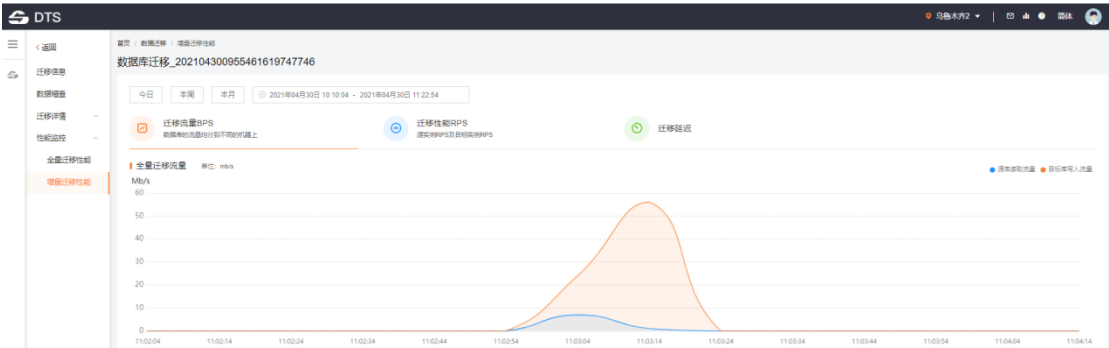 DTS
乌鲁木齐2
简体
返回
首页 / 数据迁移 / 增量迁移性能
数据库迁移_202104300955461619747746
迁移信息
数据稽查
迁移详情
性能监控
全量迁移性能
增量迁移性能
今日
本周
本月
2021年04月30日 10:10:04 - 2021年04月30日 11:22:54
迁移流量BPS
数据库的流量均分到不同的机器上
迁移性能RPS
源实例RPS及目标实例RPS
迁移延迟
全量迁移流量 单位: mb/s
源库读取流量 目标库写入流量
Mb/s
60
50
40
30
20
10
0
11:02:04 11:02:14 11:02:24 11:02:34 11:02:44 11:02:54 11:03:04 11:03:14 11:03:24 11:03:34 11:03:44 11:03:54 11:04:04 11:04:14